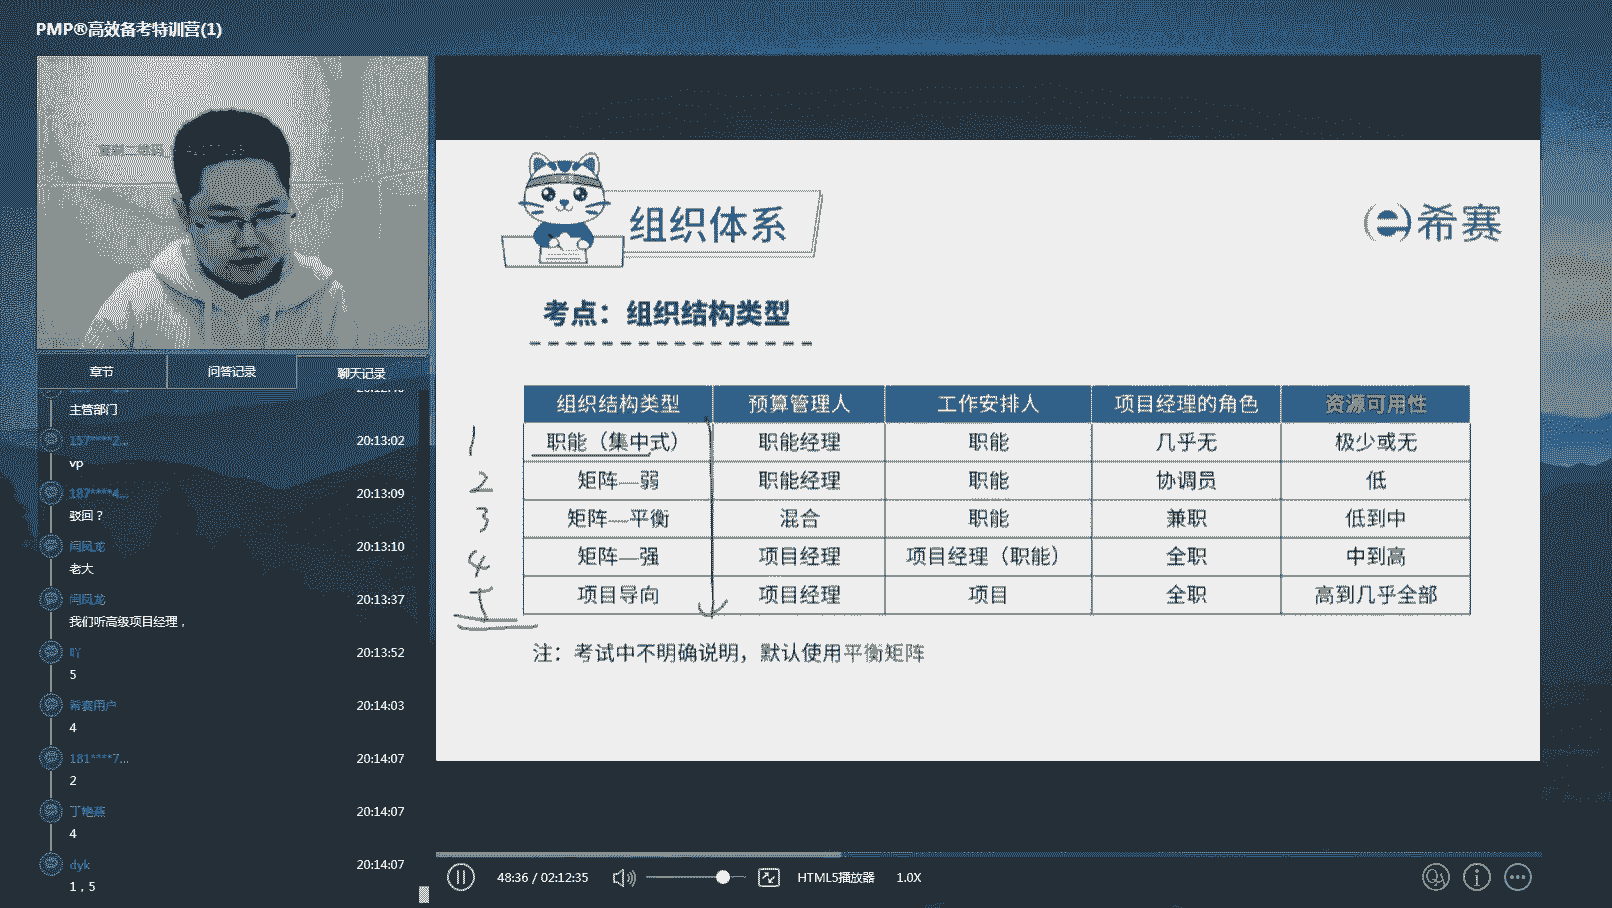 PMP®高效备考特训营(1)
章节
问答记录
聊天记录
主管部门
157****2... 20:13:02
vp
187****4... 20:13:09
驳回？
闫凤龙 20:13:10
老大
闫凤龙 20:13:37
我们听高级项目经理，
吖 20:13:52
5
希赛用户 20:14:03
4
181****7... 20:14:07
2
丁艳燕 20:14:07
4
dyk 20:14:07
1，5
组织体系
希赛
考点：组织结构类型
组织结构类型 预算管理人 工作安排人 项目经理的角色 资源可用性
1 职能（集中式） 职能经理 职能 几乎无 极少或无
2 矩阵—弱 职能经理 职能 协调员 低
3 矩阵—平衡 混合 职能 兼职 低到中
4 矩阵—强 项目经理 项目经理（职能） 全职 中到高
项目导向 项目经理 项目 全职 高到几乎全部
注：考试中不明确说明，默认使用平衡矩阵
48:36 / 02:12:35 HTML5播放器 1.0X
QA